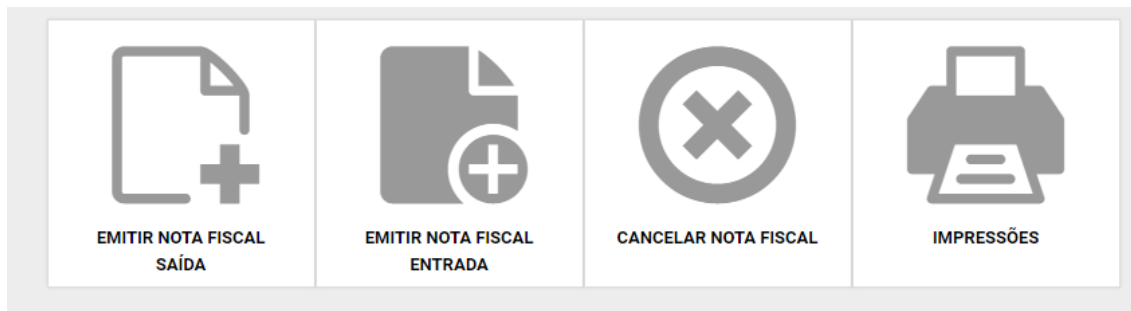 EMITIR NOTA FISCAL
SAÍDA
EMITIR NOTA FISCAL
ENTRADA
CANCELAR NOTA FISCAL
IMPRESSÕES